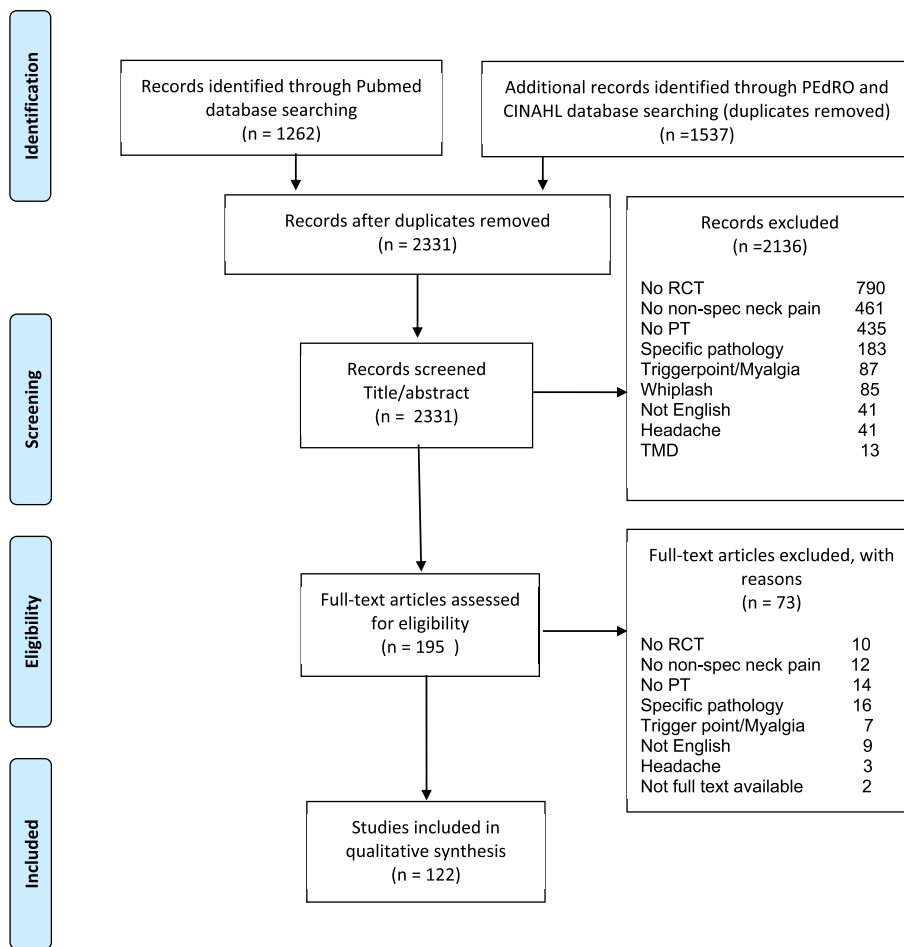 Identification
Records identified through Pubmed
database searching
(n = 1262)
Additional records identified through PEdRO and
CINAHL database searching (duplicates removed)
(n =1537)
Records after duplicates removed
(n = 2331)
Records excluded
(n =2136)
No RCT 790
No non-spec neck pain 461
No PT 435
Specific pathology 183
Triggerpoint/Myalgia 87
Whiplash 85
Not English 41
Headache 41
TMD 13
Screening
Records screened
Title/abstract
(n = 2331)
Eligibility
Full-text articles assessed
for eligibility
(n = 195 )
Full-text articles excluded, with
reasons
(n = 73)
No RCT 10
No non-spec neck pain 12
No PT 14
Specific pathology 16
Trigger point/Myalgia 7
Not English 9
Headache 3
Not full text available 2
Included
Studies included in
qualitative synthesis
(n = 122)